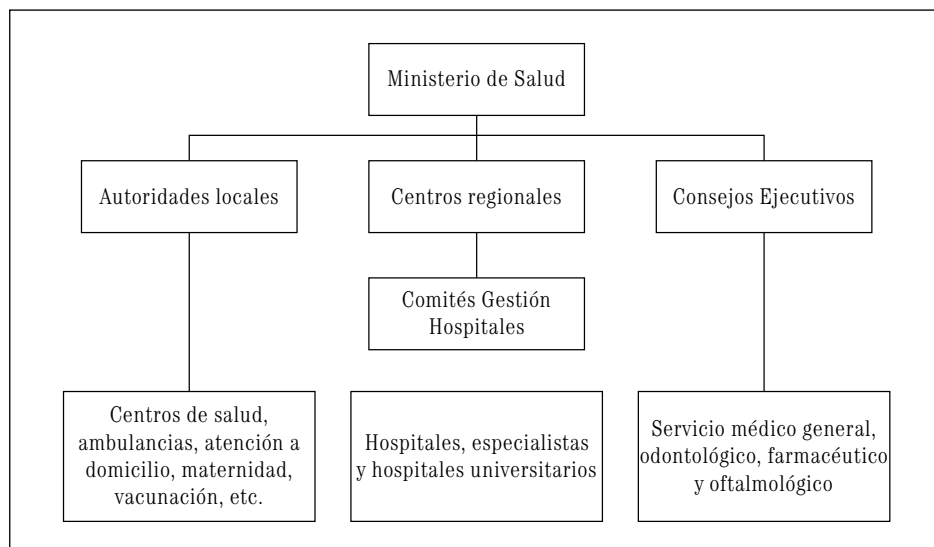 Ministerio de Salud
Autoridades locales
Centros regionales
Consejos Ejecutivos
Comités Gestión
Hospitales
Centros de salud,
ambulancias, atención a
domicilio, maternidad,
vacunación, etc.
Hospitales, especialistas
y hospitales universitarios
Servicio médico general,
odontológico, farmacéutico
y oftalmológico